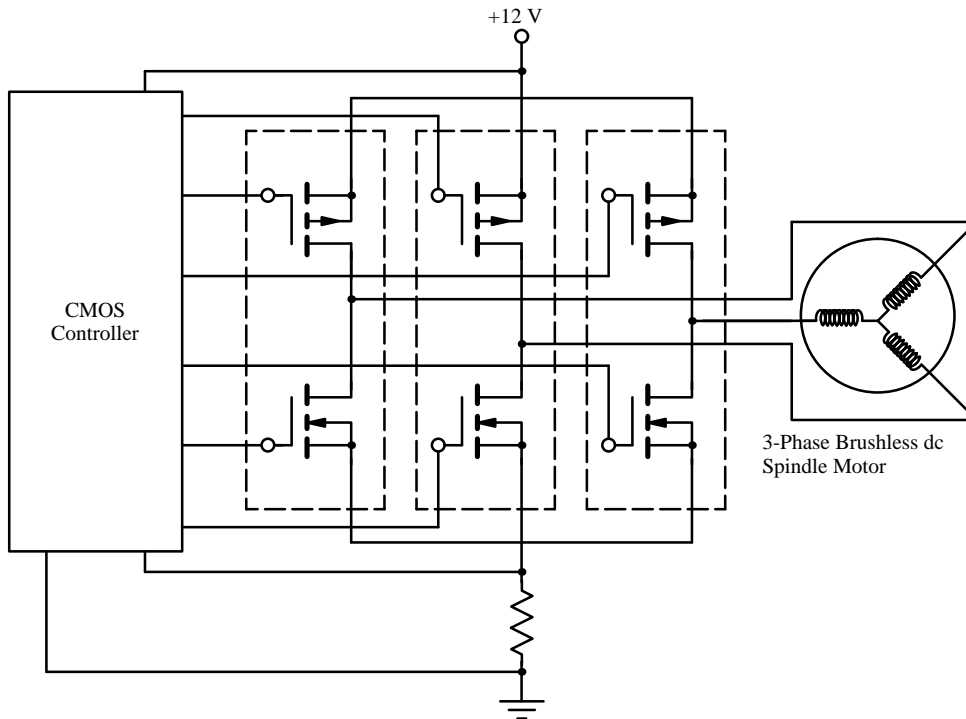 +12 V
CMOS
Controller
3-Phase Brushless dc
Spindle Motor